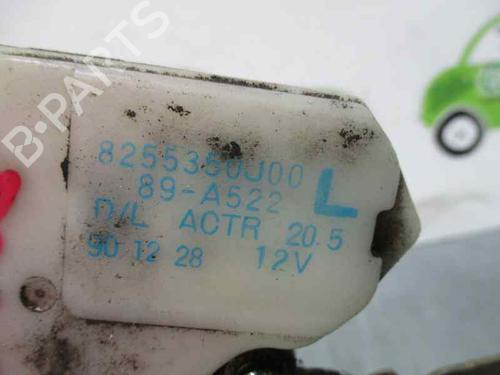 8255350J00
89-A522 L
D/L ACTR 20.5
90 12 28 12V
B-PARTS